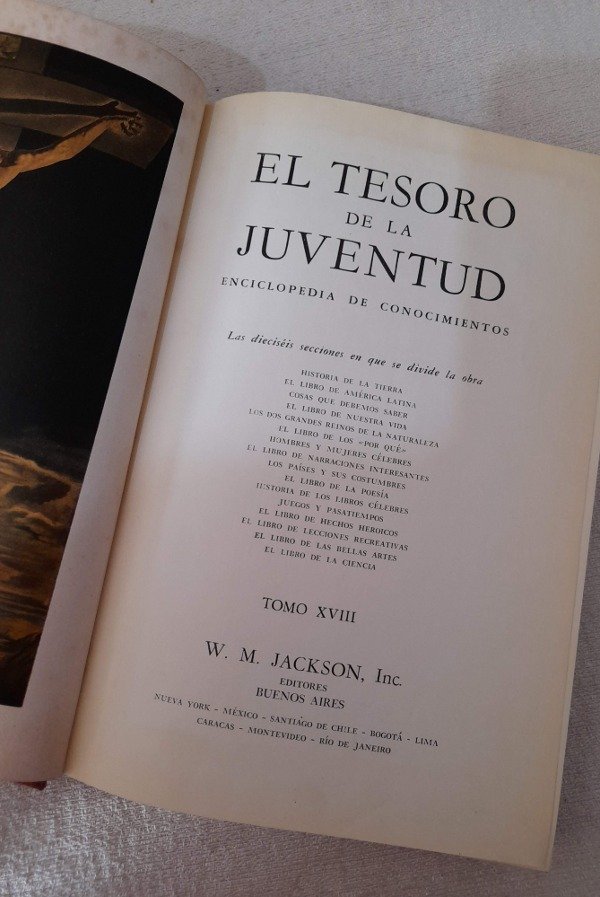 EL TESORO
DE LA
JUVENTUD
ENCICLOPEDIA DE CONOCIMIENTOS
Las dieciséis secciones en que se divide la obra
HISTORIA DE LA TIERRA
EL LIBRO DE AMÉRICA LATINA
COSAS QUE DEBEMOS SABER
EL LIBRO DE NUESTRA VIDA
LOS DOS GRANDES REINOS DE LA NATURALEZA
EL LIBRO DE LOS «POR QUÉ»
HOMBRES Y MUJERES CÉLEBRES
EL LIBRO DE NARRACIONES INTERESANTES
LOS PAÍSES Y SUS COSTUMBRES
EL LIBRO DE LA POESÍA
HISTORIA DE LOS LIBROS CÉLEBRES
JUEGOS Y PASATIEMPOS
EL LIBRO DE HECHOS HEROICOS
EL LIBRO DE LECCIONES RECREATIVAS
EL LIBRO DE LAS BELLAS ARTES
EL LIBRO DE LA CIENCIA
TOMO XVIII
W. M. JACKSON, Inc.
EDITORES
BUENOS AIRES
NUEVA YORK - MÉXICO - SANTIAGO DE CHILE - BOGOTÁ - LIMA
CARACAS - MONTEVIDEO - RÍO DE JANEIRO